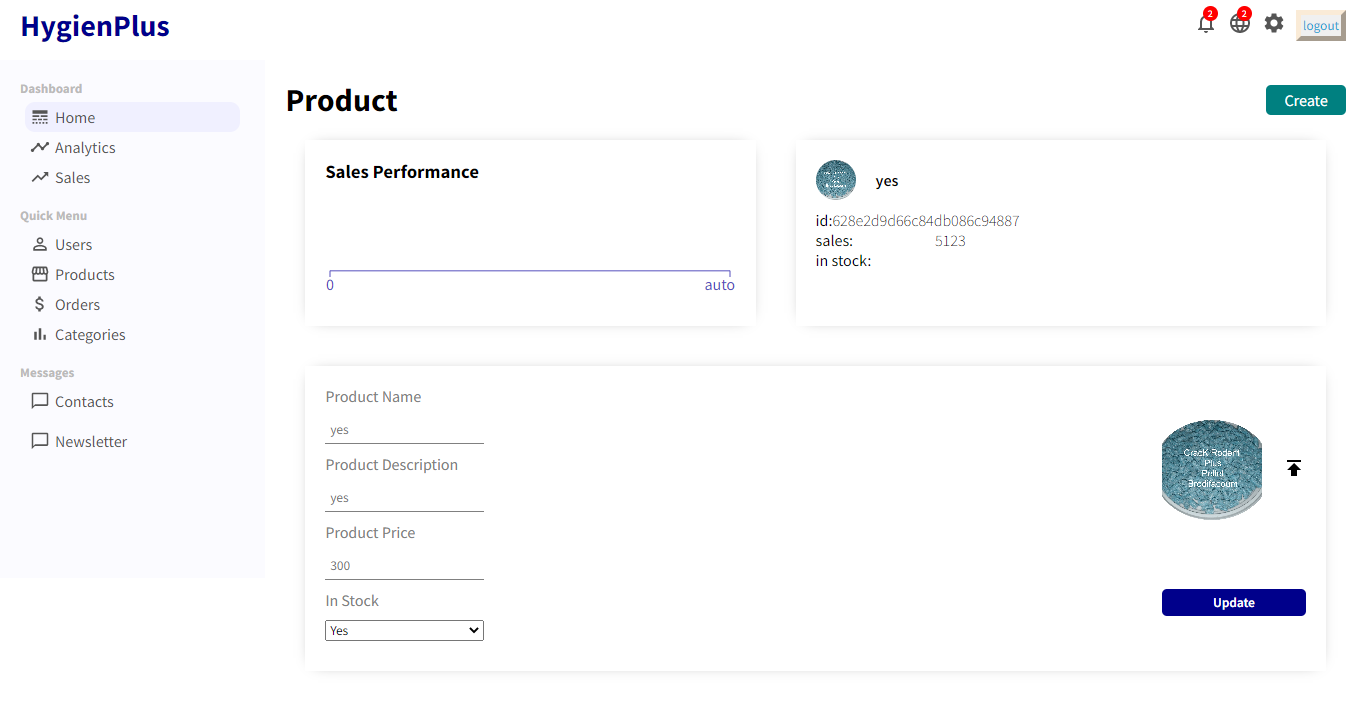 HygienPlus
2
2
logout
Dashboard
Home
Analytics
Sales
Quick Menu
Users
Products
Orders
Categories
Messages
Contacts
Newsletter
Product
Create
Sales Performance
0
auto
yes
id:628e2d9d66c84db086c94887
sales: 5123
in stock:
Product Name
yes
Product Description
yes
Product Price
300
In Stock
Yes
CracK Rodent
Plus
Brodifacoum
Update